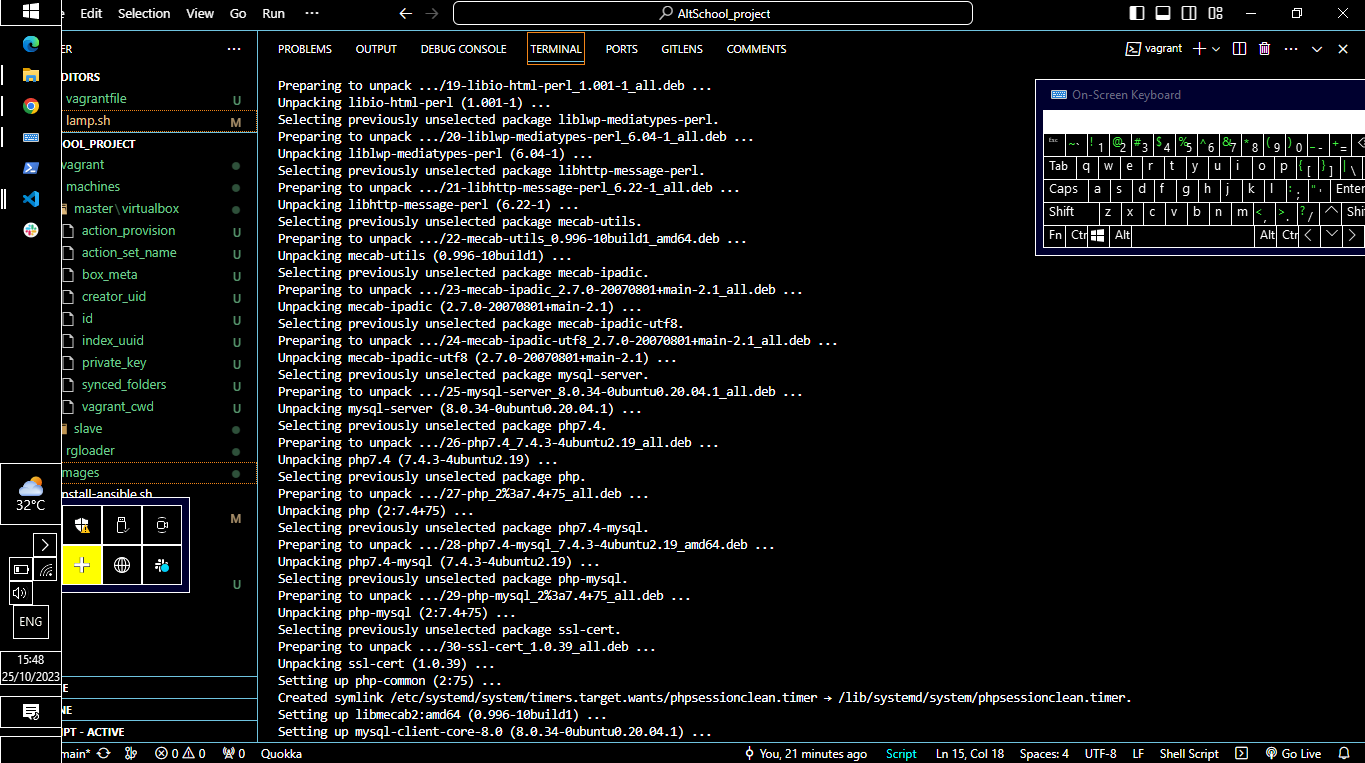 Edit Selection View Go Run ···
AltSchool_project
ER ···
DITORS
vagrantfile U
lamp.sh M
OOL_PROJECT
vagrant
machines
master\virtualbox
action_provision U
action_set_name U
box_meta U
creator_uid U
id U
index_uuid U
private_key U
synced_folders U
vagrant_cwd U
slave
rgloader
mages
nstall-ansible.sh
M
U
NE
PT - ACTIVE
32°C
ENG
15:48
25/10/2023
PROBLEMS OUTPUT DEBUG CONSOLE TERMINAL PORTS GITLENS COMMENTS
vagrant
Preparing to unpack .../19-libio-html-perl_1.001-1_all.deb ...
Unpacking libio-html-perl (1.001-1) ...
Selecting previously unselected package liblwp-mediatypes-perl.
Preparing to unpack .../20-liblwp-mediatypes-perl_6.04-1_all.deb ...
Unpacking liblwp-mediatypes-perl (6.04-1) ...
Selecting previously unselected package libhttp-message-perl.
Preparing to unpack .../21-libhttp-message-perl_6.22-1_all.deb ...
Unpacking libhttp-message-perl (6.22-1) ...
Selecting previously unselected package mecab-utils.
Preparing to unpack .../22-mecab-utils_0.996-10build1_amd64.deb ...
Unpacking mecab-utils (0.996-10build1) ...
Selecting previously unselected package mecab-ipadic.
Preparing to unpack .../23-mecab-ipadic_2.7.0-20070801+main-2.1_all.deb ...
Unpacking mecab-ipadic (2.7.0-20070801+main-2.1) ...
Selecting previously unselected package mecab-ipadic-utf8.
Preparing to unpack .../24-mecab-ipadic-utf8_2.7.0-20070801+main-2.1_all.deb ...
Unpacking mecab-ipadic-utf8 (2.7.0-20070801+main-2.1) ...
Selecting previously unselected package mysql-server.
Preparing to unpack .../25-mysql-server_8.0.34-0ubuntu0.20.04.1_all.deb ...
Unpacking mysql-server (8.0.34-0ubuntu0.20.04.1) ...
Selecting previously unselected package php7.4.
Preparing to unpack .../26-php7.4_7.4.3-4ubuntu2.19_all.deb ...
Unpacking php7.4 (7.4.3-4ubuntu2.19) ...
Selecting previously unselected package php.
Preparing to unpack .../27-php_2%3a7.4+75_all.deb ...
Unpacking php (2:7.4+75) ...
Selecting previously unselected package php7.4-mysql.
Preparing to unpack .../28-php7.4-mysql_7.4.3-4ubuntu2.19_amd64.deb ...
Unpacking php7.4-mysql (7.4.3-4ubuntu2.19) ...
Selecting previously unselected package php-mysql.
Preparing to unpack .../29-php-mysql_2%3a7.4+75_all.deb ...
Unpacking php-mysql (2:7.4+75) ...
Selecting previously unselected package ssl-cert.
Preparing to unpack .../30-ssl-cert_1.0.39_all.deb ...
Unpacking ssl-cert (1.0.39) ...
Setting up php-common (2:75) ...
Created symlink /etc/systemd/system/timers.target.wants/phpsessionclean.timer → /lib/systemd/system/phpsessionclean.timer.
Setting up libmecab2:amd64 (0.996-10build1) ...
Setting up mysql-client-core-8.0 (8.0.34-0ubuntu0.20.04.1) ...
On-Screen Keyboard
Esc ~` ! 1 @ 2 # 3 $ 4 % 5 ^ 6 & 7 * 8 ( 9 ) 0 _ - + =
Tab q w e r t y u i o p { [ } ] | \
Caps a s d f g h j k l : ; " ' Enter
Shift z x c v b n m < , > . ? / Shi
Fn Ctr Alt Alt Ctr
main* 0 0 0 Quokka You, 21 minutes ago Script Ln 15, Col 18 Spaces: 4 UTF-8 LF Shell Script Go Live